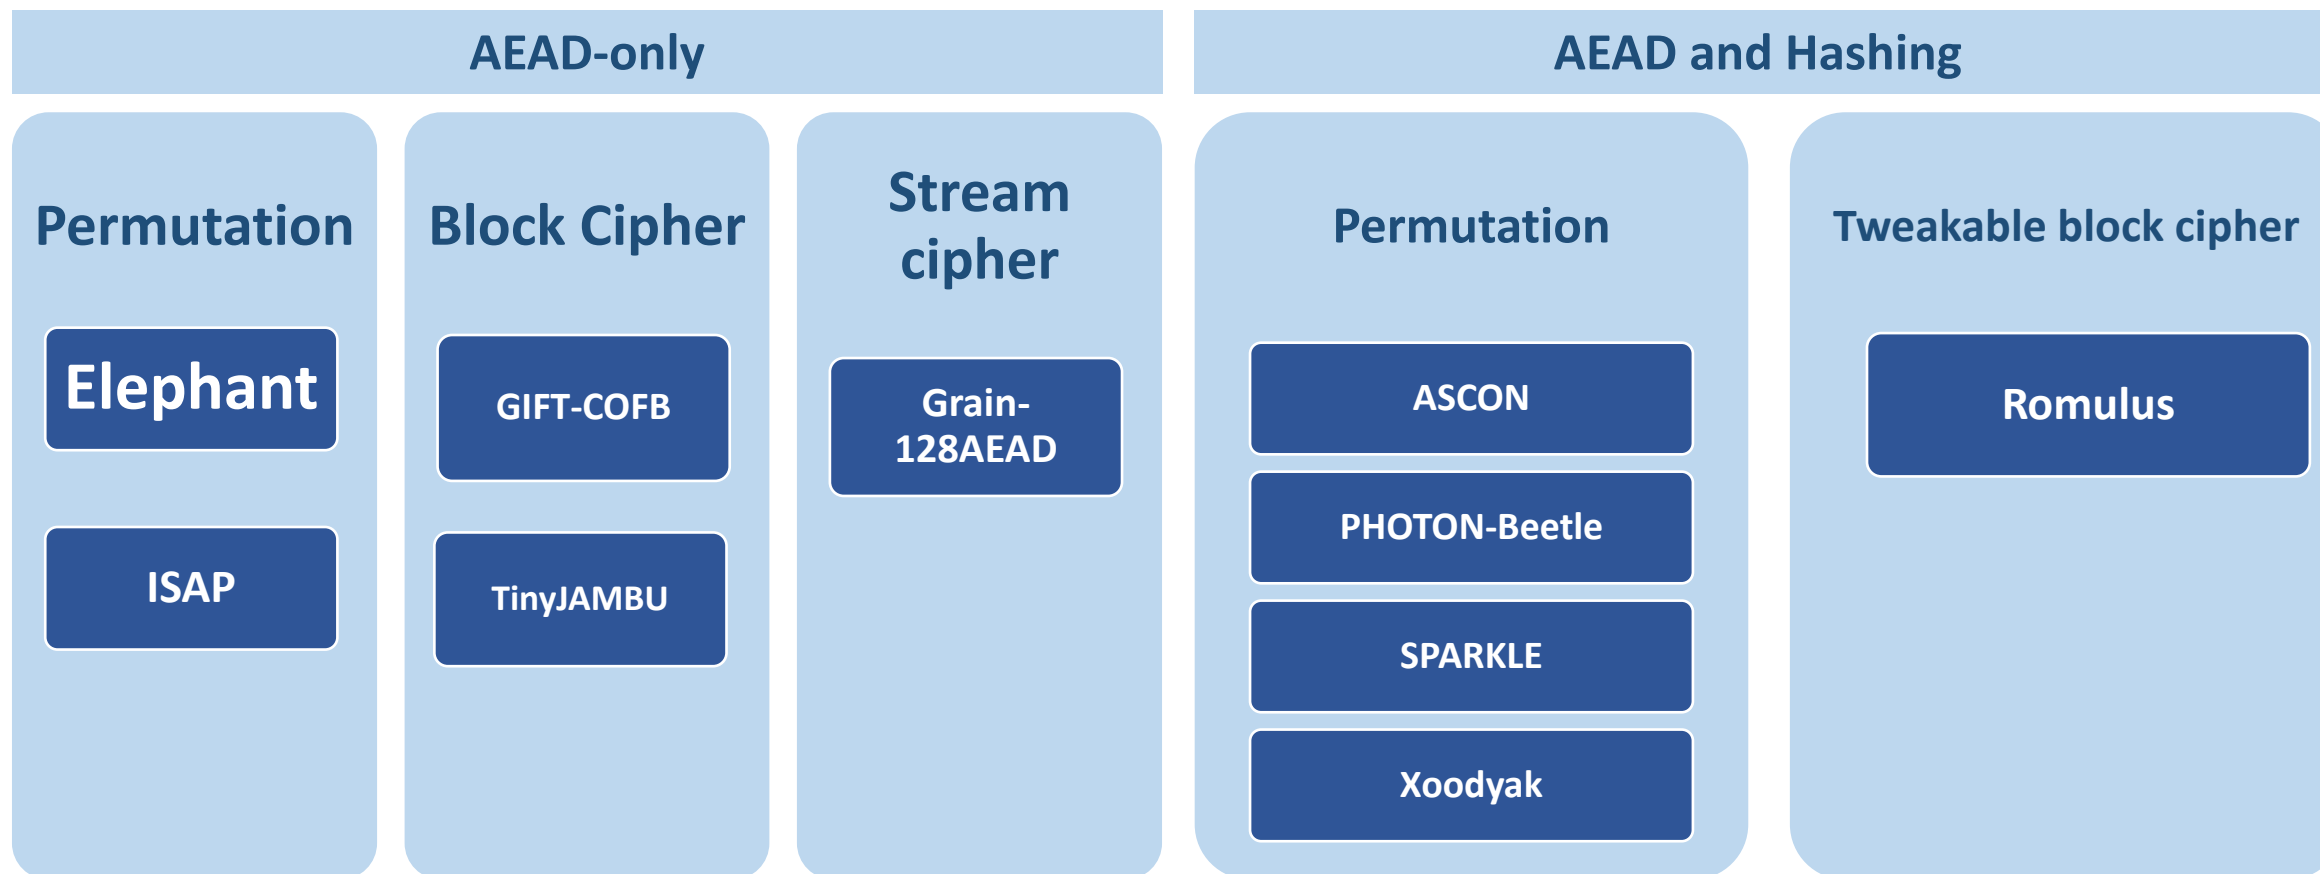 AEAD-only
AEAD and Hashing
Permutation
Elephant
ISAP
Block Cipher
GIFT-COFB
TinyJAMBU
Stream
cipher
Grain-
128AEAD
Permutation
ASCON
PHOTON-Beetle
SPARKLE
Xoodyak
Tweakable block cipher
Romulus